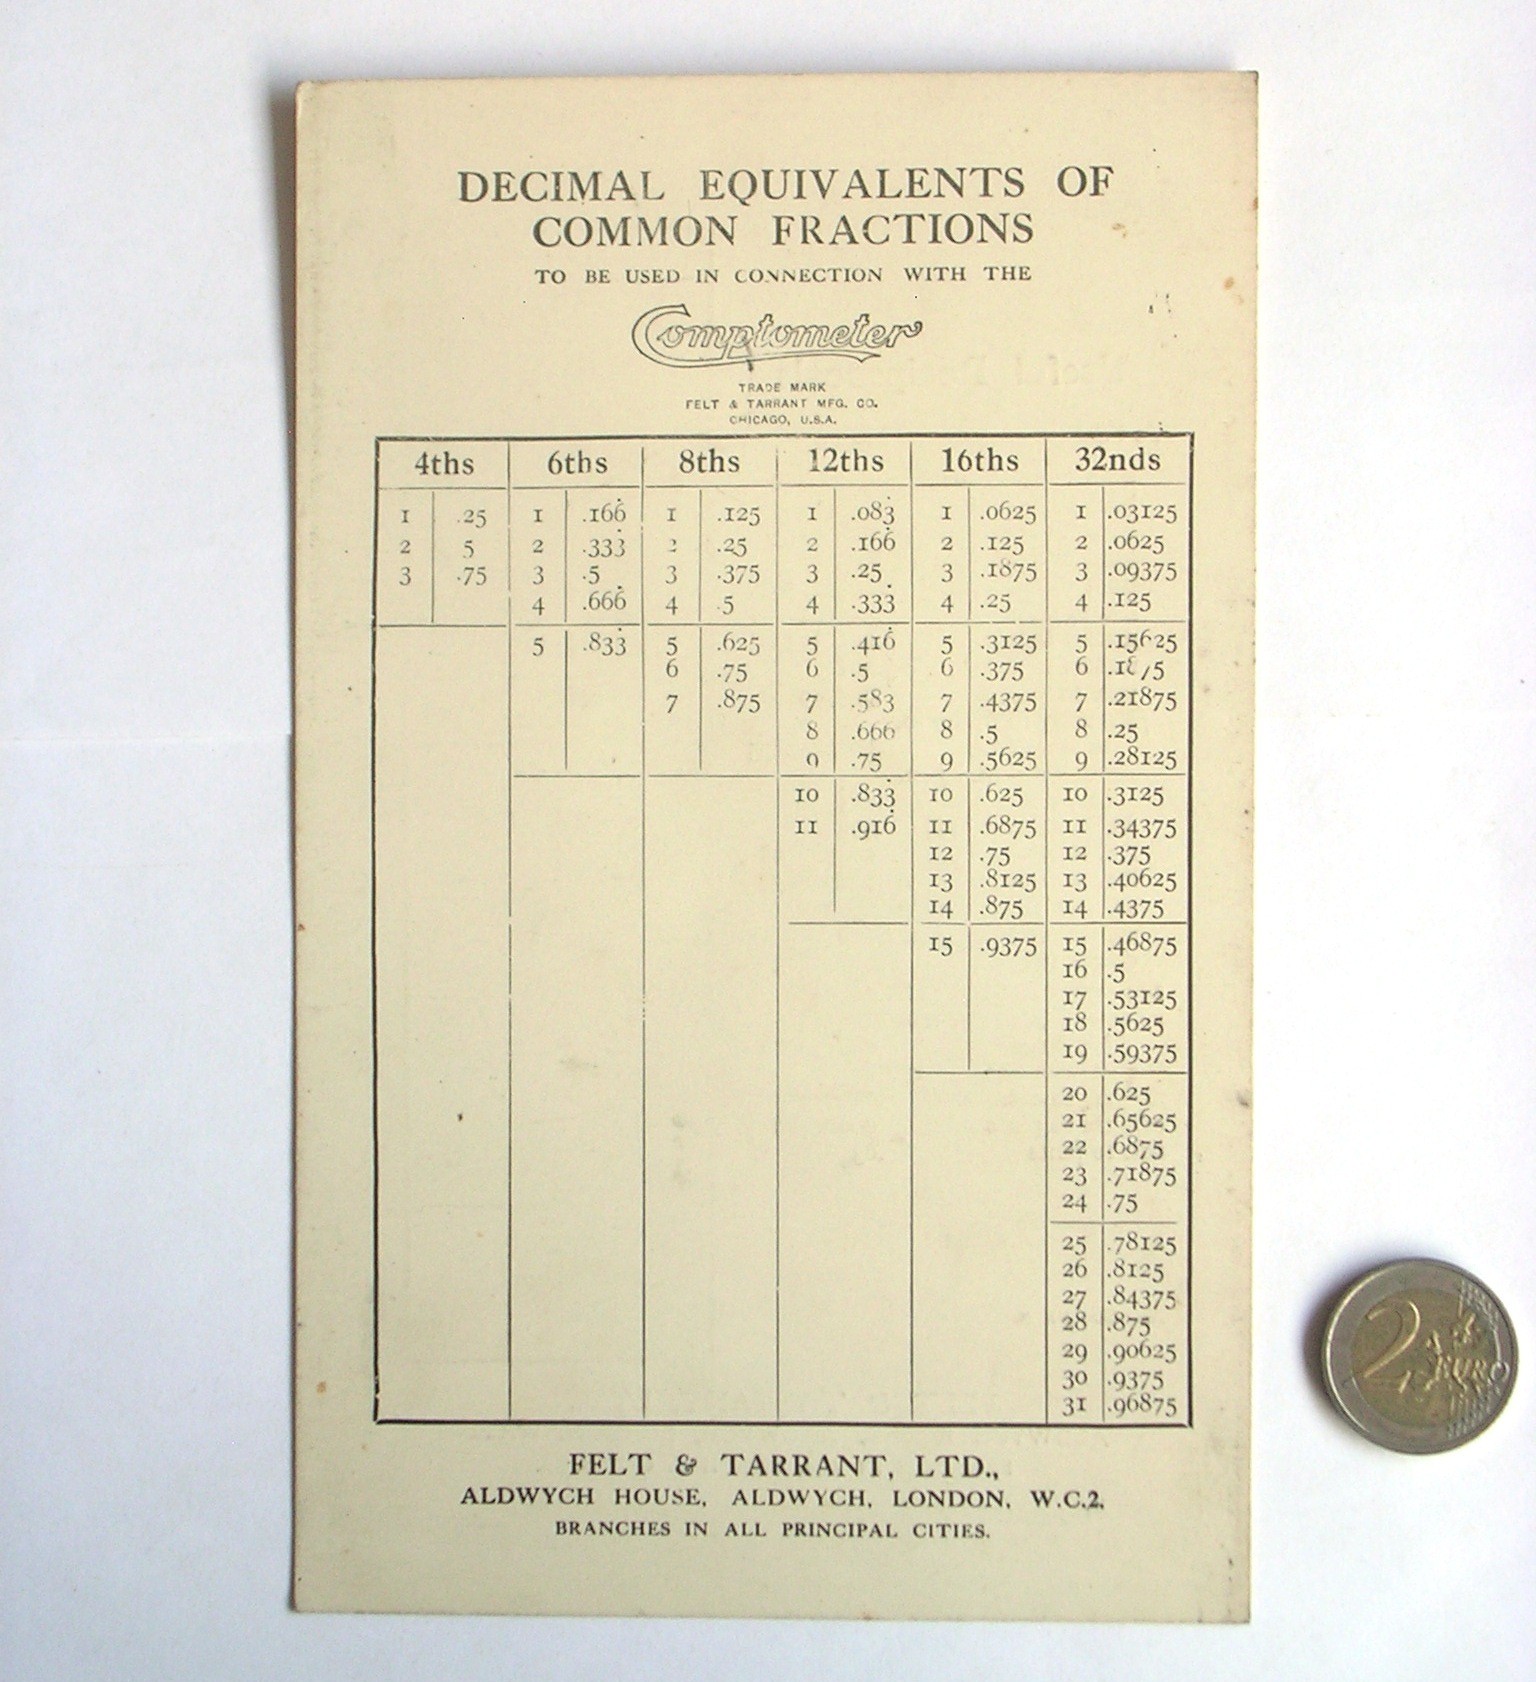 DECIMAL EQUIVALENTS OF
COMMON FRACTIONS
TO BE USED IN CONNECTION WITH THE
Comptometer
TRADE MARK
FELT & TARRANT MFG. CO.
CHICAGO, U.S.A.
4ths 6ths 8ths 12ths 16ths 32nds
1 .25 1 .166̇ 1 .125 1 .083̇ 1 .0625 1 .03125
2 5 2 .333̇ 2 .25 2 .166̇ 2 .125 2 .0625
3 .75 3 .5 3 .375 3 .25 3 .1875 3 .09375
4 .666̇ 4 .5 4 .333̇ 4 .25 4 .125
5 .833̇ 5 .625 5 .416̇ 5 .3125 5 .15625
6 .75 6 .5 6 .375 6 .1875
7 .875 7 .583 7 .4375 7 .21875
8 .666 8 .5 8 .25
9 .75 9 .5625 9 .28125
10 .833̇ 10 .625 10 .3125
11 .916̇ 11 .6875 11 .34375
12 .75 12 .375
13 .8125 13 .40625
14 .875 14 .4375
15 .9375 15 .46875
16 .5
17 .53125
18 .5625
19 .59375
20 .625
21 .65625
22 .6875
23 .71875
24 .75
25 .78125
26 .8125
27 .84375
28 .875
29 .90625
30 .9375
31 .96875
FELT & TARRANT, LTD.,
ALDWYCH HOUSE, ALDWYCH, LONDON, W.C.2.
BRANCHES IN ALL PRINCIPAL CITIES.
2 EURO